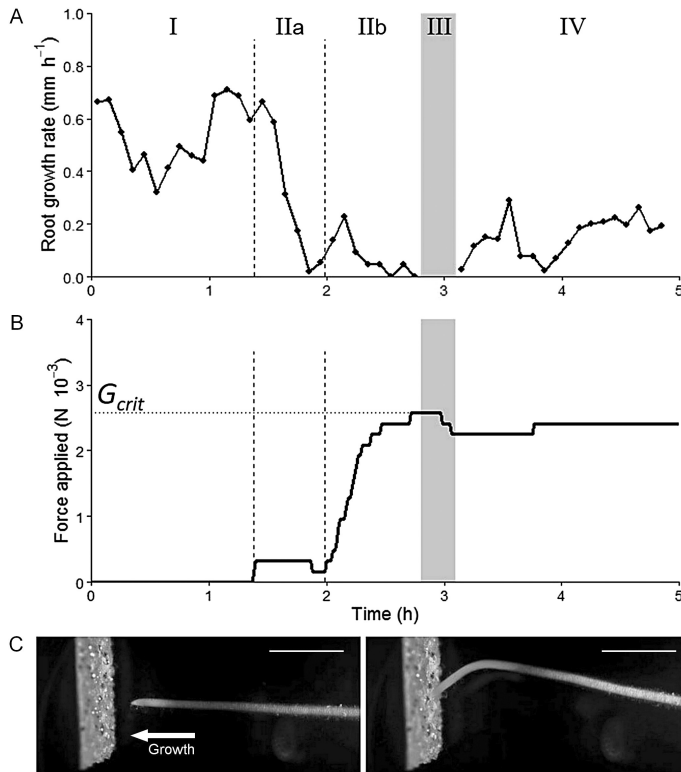 A
I IIa IIb III IV
Root growth rate (mm h⁻¹)
1.0
0.8
0.6
0.4
0.2
0.0
0 1 2 3 4 5
B
Force applied (N 10⁻³)
4
3
2
1
0
G_crit
0 1 2 3 4 5
Time (h)
C
Growth